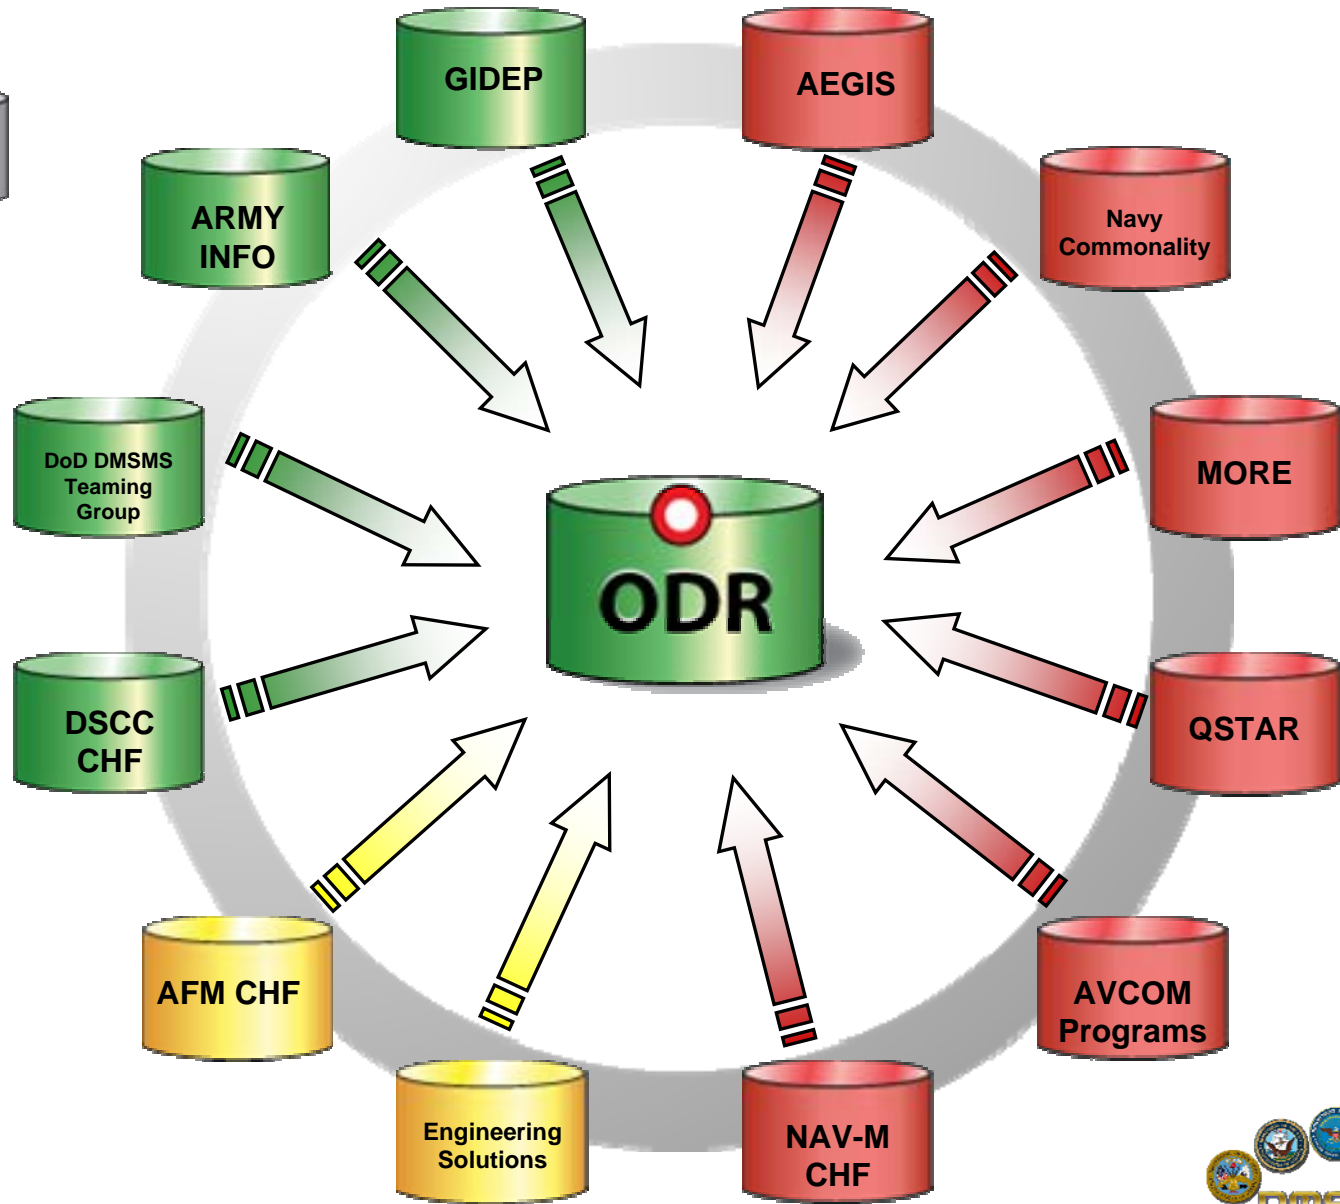 GIDEP
AEGIS
ARMY
INFO
Navy
Commonality
DoD DMSMS
Teaming
Group
MORE
ODR
DSCC
CHF
QSTAR
AFM CHF
AVCOM
Programs
Engineering
Solutions
NAV-M
CHF